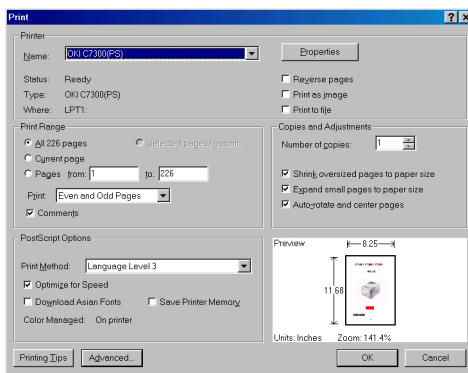 Print
Printer
Name: OKI C7300(PS)
Properties
Status: Ready
Type: OKI C7300(PS)
Where: LPT1:
Reverse pages
Print as image
Print to file
Print Range
All 226 pages
Selected pages/graphic
Current page
Pages from: 1 to: 226
Print: Even and Odd Pages
Comments
Copies and Adjustments
Number of copies: 1
Shrink oversized pages to paper size
Expand small pages to paper size
Auto-rotate and center pages
PostScript Options
Print Method: Language Level 3
Optimize for Speed
Download Asian Fonts Save Printer Memory
Color Managed: On printer
Preview
8.25
11.68
Units: Inches Zoom: 141.4%
Printing Tips Advanced... OK Cancel